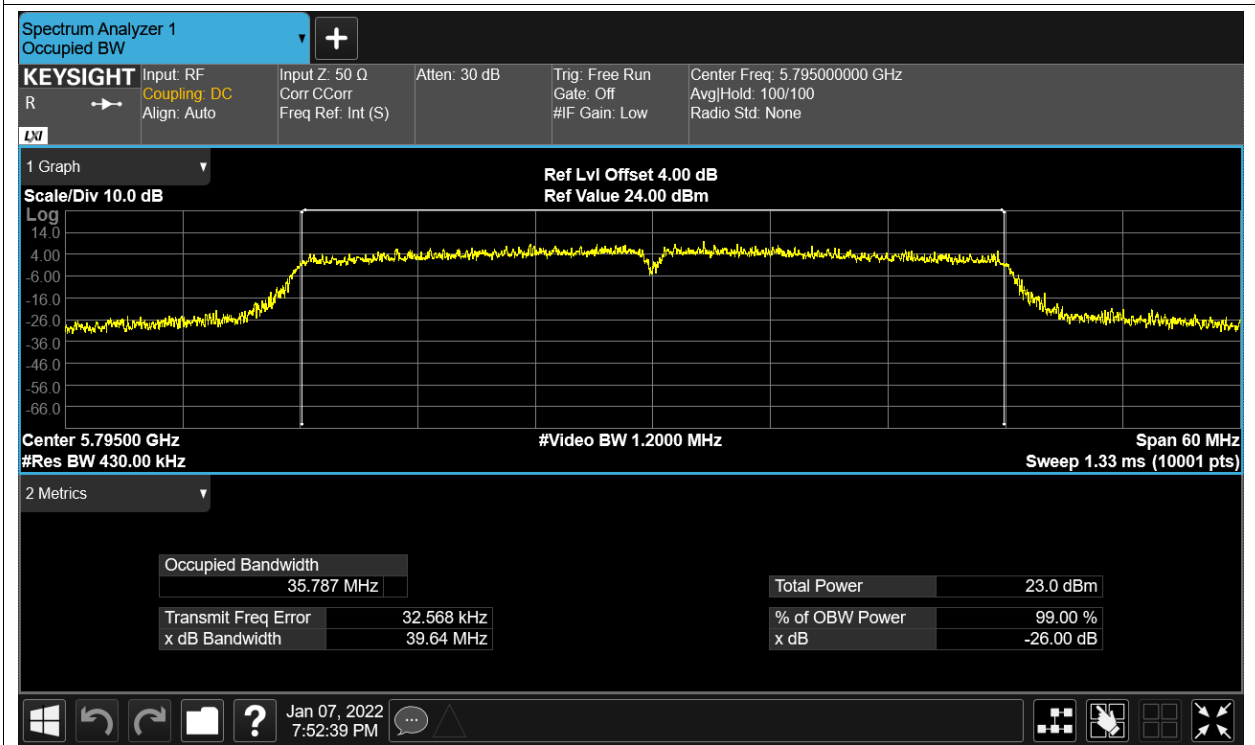 Spectrum Analyzer 1
Occupied BW
KEYSIGHT
R
LXI
Input: RF
Coupling: DC
Align: Auto
Input Z: 50 Ω
Corr CCorr
Freq Ref: Int (S)
Atten: 30 dB
Trig: Free Run
Gate: Off
#IF Gain: Low
Center Freq: 5.795000000 GHz
Avg|Hold: 100/100
Radio Std: None
1 Graph
Scale/Div 10.0 dB
Ref Lvl Offset 4.00 dB
Ref Value 24.00 dBm
Log
14.0
4.00
-6.00
-16.0
-26.0
-36.0
-46.0
-56.0
-66.0
Center 5.79500 GHz
#Video BW 1.2000 MHz
Span 60 MHz
#Res BW 430.00 kHz
Sweep 1.33 ms (10001 pts)
2 Metrics
Occupied Bandwidth
35.787 MHz
Total Power 23.0 dBm
Transmit Freq Error 32.568 kHz
% of OBW Power 99.00 %
x dB Bandwidth 39.64 MHz
x dB -26.00 dB
?
Jan 07, 2022
7:52:39 PM